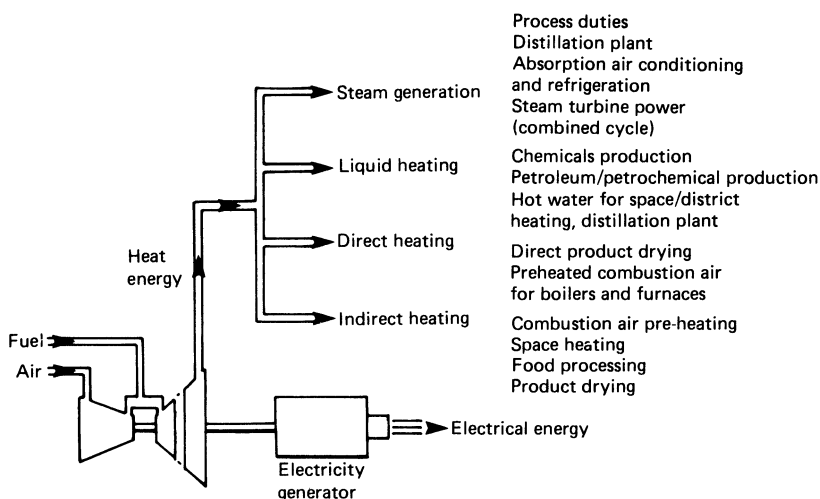 Process duties
Distillation plant
Absorption air conditioning
and refrigeration
Steam turbine power
(combined cycle)
Steam generation
Chemicals production
Petroleum/petrochemical production
Hot water for space/district
heating, distillation plant
Liquid heating
Direct product drying
Preheated combustion air
for boilers and furnaces
Direct heating
Combustion air pre-heating
Space heating
Food processing
Product drying
Indirect heating
Heat
energy
Fuel
Air
Electrical energy
Electricity
generator